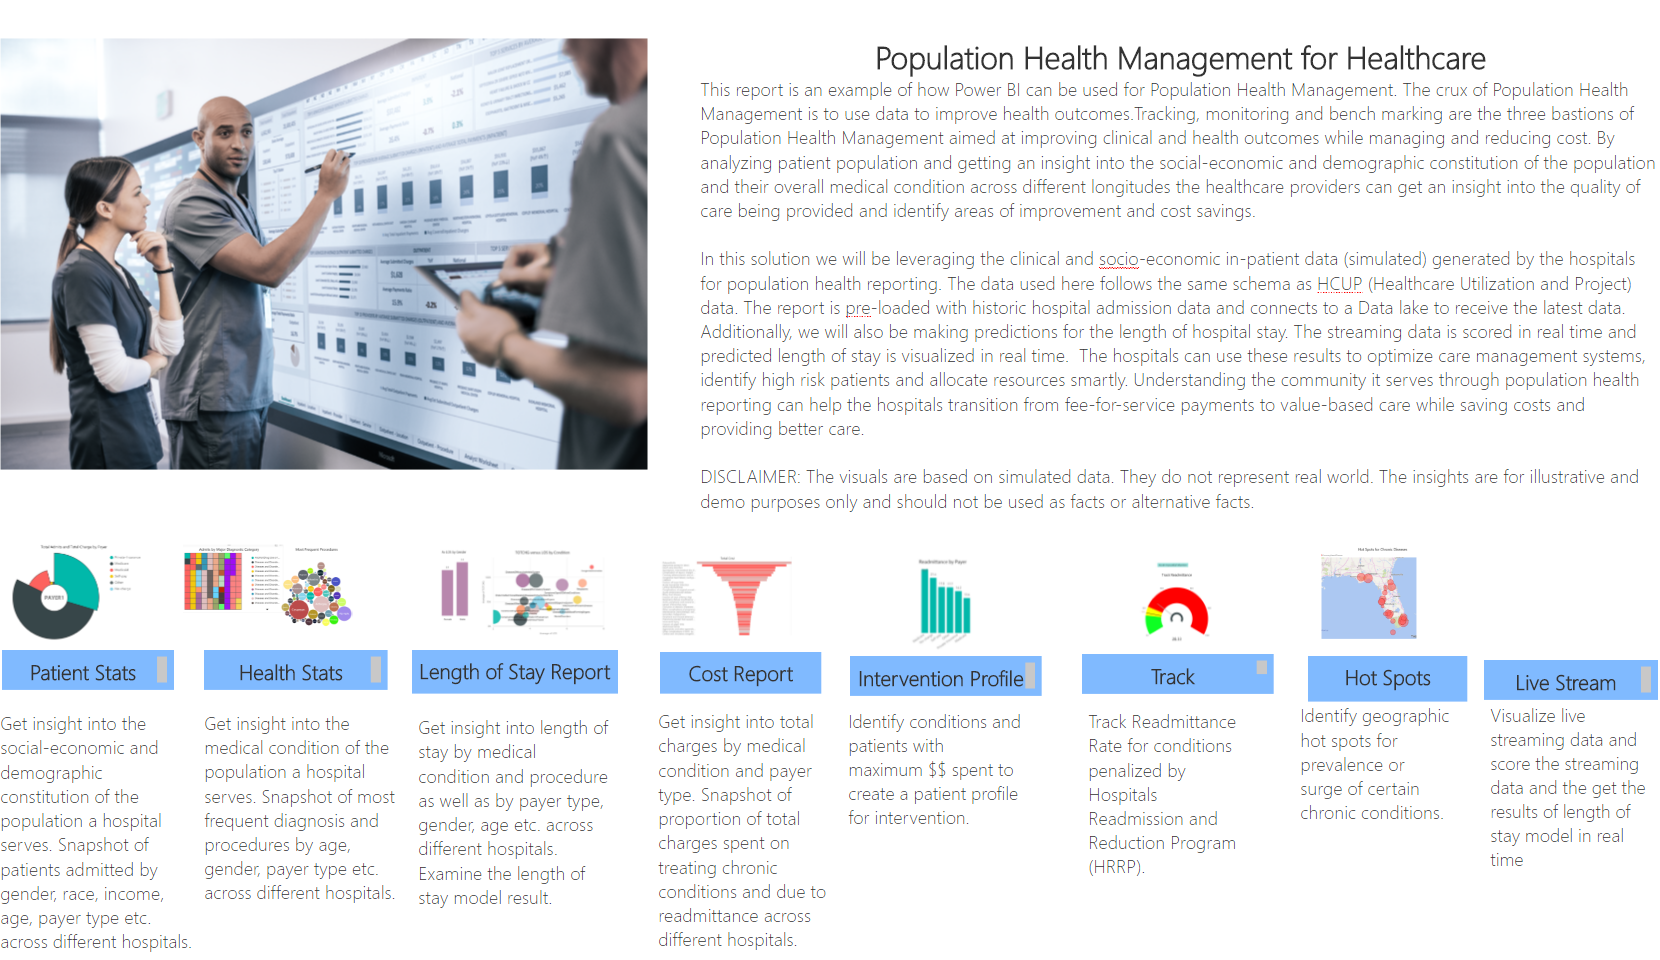 Population Health Management for Healthcare
This report is an example of how Power BI can be used for Population Health Management. The crux of Population Health
Management is to use data to improve health outcomes.Tracking, monitoring and bench marking are the three bastions of
Population Health Management aimed at improving clinical and health outcomes while managing and reducing cost. By
analyzing patient population and getting an insight into the social-economic and demographic constitution of the population
and their overall medical condition across different longitudes the healthcare providers can get an insight into the quality of
care being provided and identify areas of improvement and cost savings.
In this solution we will be leveraging the clinical and socio-economic in-patient data (simulated) generated by the hospitals
for population health reporting. The data used here follows the same schema as HCUP (Healthcare Utilization and Project)
data. The report is pre-loaded with historic hospital admission data and connects to a Data lake to receive the latest data.
Additionally, we will also be making predictions for the length of hospital stay. The streaming data is scored in real time and
predicted length of stay is visualized in real time.  The hospitals can use these results to optimize care management systems,
identify high risk patients and allocate resources smartly. Understanding the community it serves through population health
reporting can help the hospitals transition from fee-for-service payments to value-based care while saving costs and
providing better care.
DISCLAIMER: The visuals are based on simulated data. They do not represent real world. The insights are for illustrative and
demo purposes only and should not be used as facts or alternative facts.
PAYER1
Admits by Major Diagnostic Category
Most Frequent Procedures
Readmittance by Payer
Track Readmittance
Hot Spots for Chronic Diseases
Patient Stats
Get insight into the
social-economic and
demographic
constitution of the
population a hospital
serves. Snapshot of
patients admitted by
gender, race, income,
age, payer type etc.
across different hospitals.
Health Stats
Get insight into the
medical condition of the
population a hospital
serves. Snapshot of most
frequent diagnosis and
procedures by age,
gender, payer type etc.
across different hospitals.
Length of Stay Report
Get insight into length of
stay by medical
condition and procedure
as well as by payer type,
gender, age etc. across
different hospitals.
Examine the length of
stay model result.
Cost Report
Get insight into total
charges by medical
condition and payer
type. Snapshot of
proportion of total
charges spent on
treating chronic
conditions and due to
readmittance across
different hospitals.
Intervention Profile
Identify conditions and
patients with
maximum $$ spent to
create a patient profile
for intervention.
Track
Track Readmittance
Rate for conditions
penalized by
Hospitals
Readmission and
Reduction Program
(HRRP).
Hot Spots
Identify geographic
hot spots for
prevalence or
surge of certain
chronic conditions.
Live Stream
Visualize live
streaming data and
score the streaming
data and the get the
results of length of
stay model in real
time